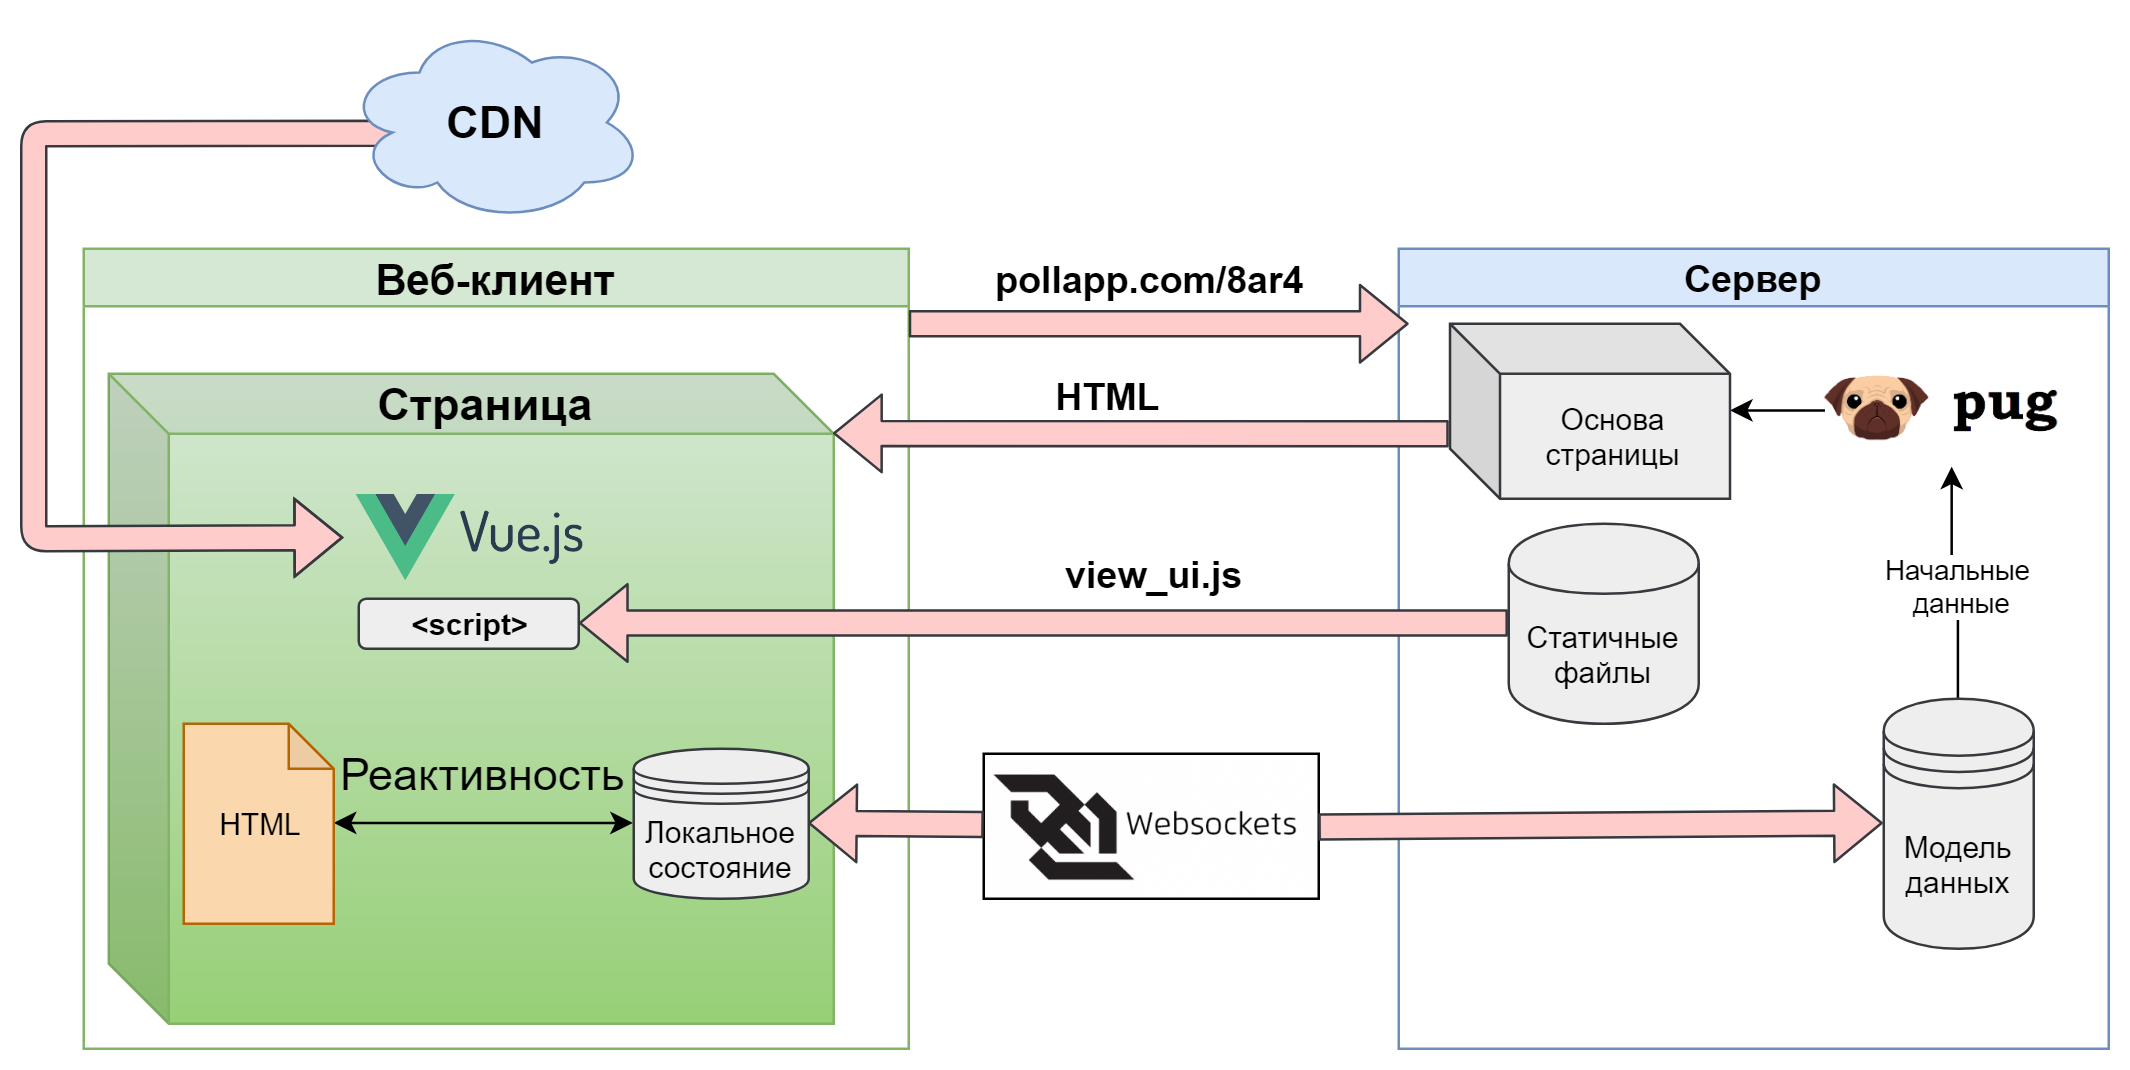 CDN
Веб-клиент
pollapp.com/8ar4
Сервер
Страница
HTML
Основа
страницы
pug
Vue.js
<script>
view_ui.js
Статичные
файлы
Начальные
данные
HTML
Реактивность
Локальное
состояние
Websockets
Модель
данных